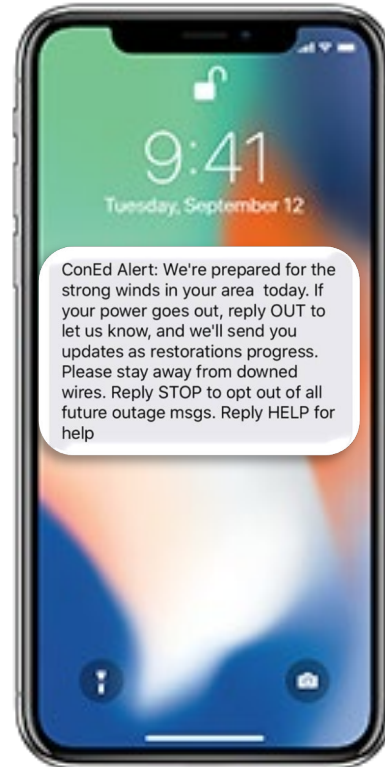 9:41
Tuesday, September 12
ConEd Alert: We're prepared for the
strong winds in your area  today. If
your power goes out, reply OUT to
let us know, and we'll send you
updates as restorations progress.
Please stay away from downed
wires. Reply STOP to opt out of all
future outage msgs. Reply HELP for
help